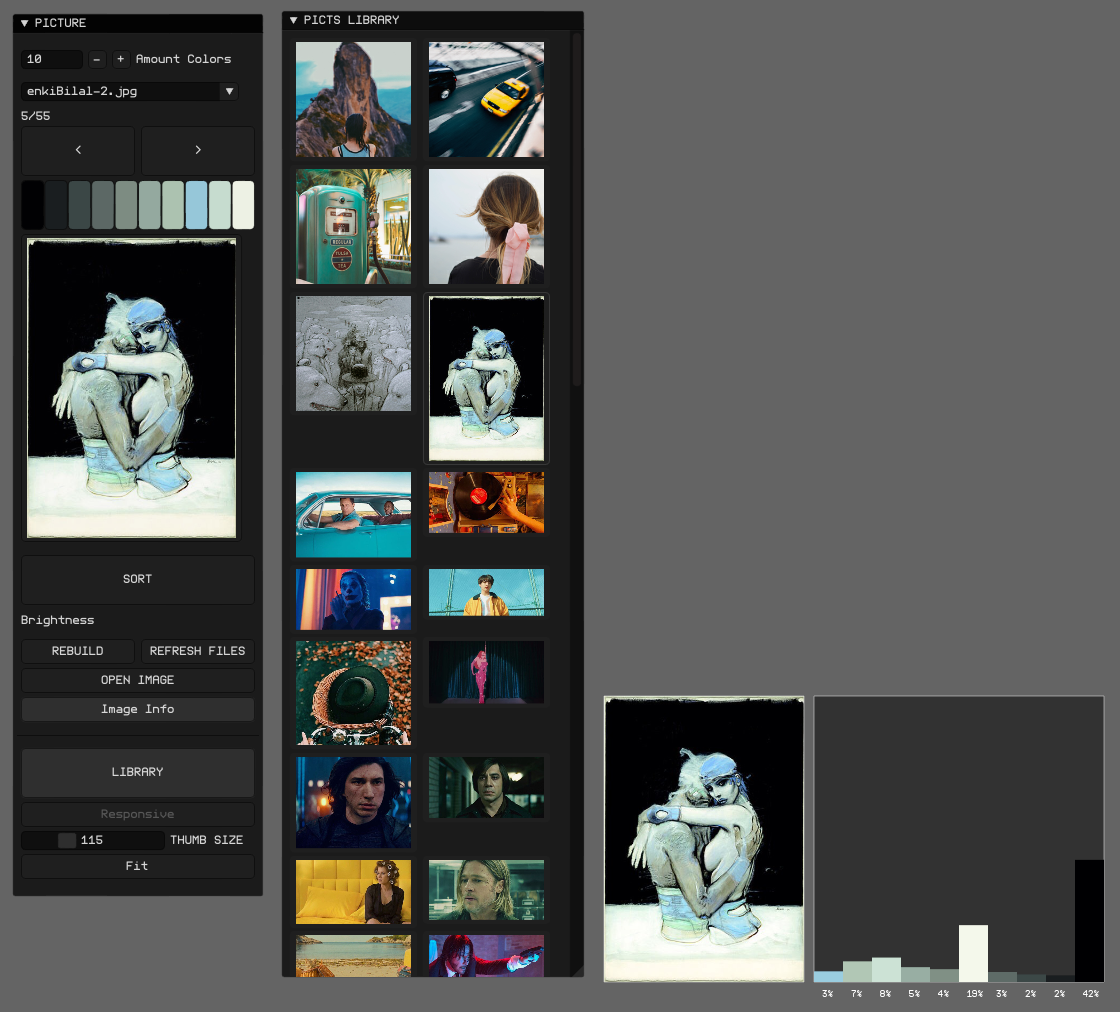 ▼ PICTURE
10 - + Amount Colors
enkiBilal-2.jpg ▼
5/55
< >
SORT
Brightness
REBUILD REFRESH FILES
OPEN IMAGE
Image Info
LIBRARY
Responsive
115 THUMB SIZE
Fit
▼ PICTS LIBRARY
REGULAR
3% 7% 8% 5% 4% 19% 3% 2% 2% 42%